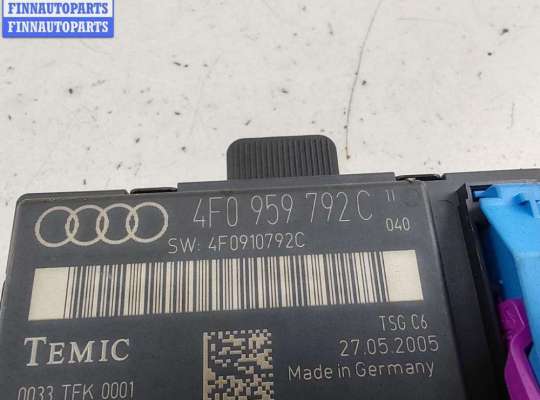 FINNAUTOPARTS
FINNAUTOPARTS
4F0 959 792 C 11
040
SW: 4F0910792C
TSG C6
TEMIC
27.05.2005
Made in Germany
0033 TFK 0001